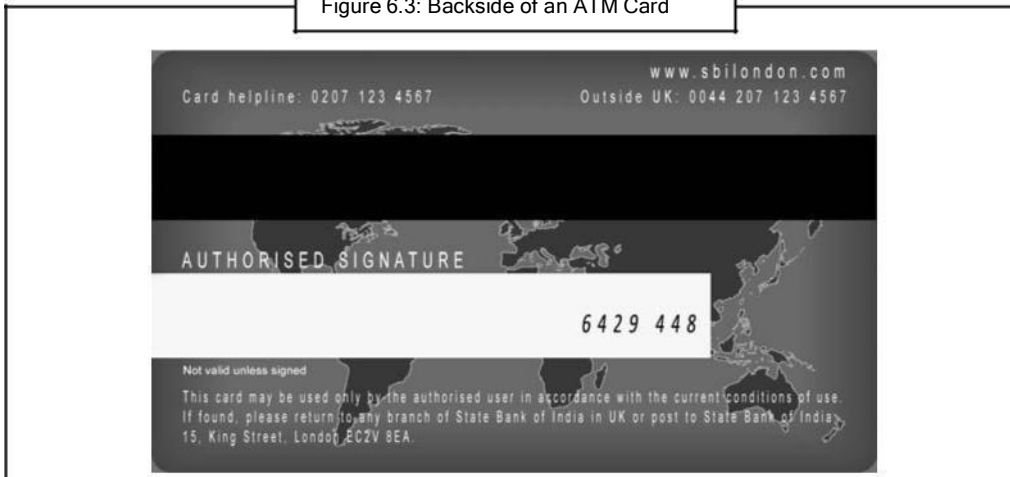 Figure 6.3: Backside of an ATM Card
www.sbilondon.com
Card helpline: 0207 123 4567 Outside UK: 0044 207 123 4567
AUTHORISED SIGNATURE
6429 448
Not valid unless signed
This card may be used only by the authorised user in accordance with the current conditions of use.
If found, please return to any branch of State Bank of India in UK or post to State Bank of India,
15, King Street, London EC2V 8EA.